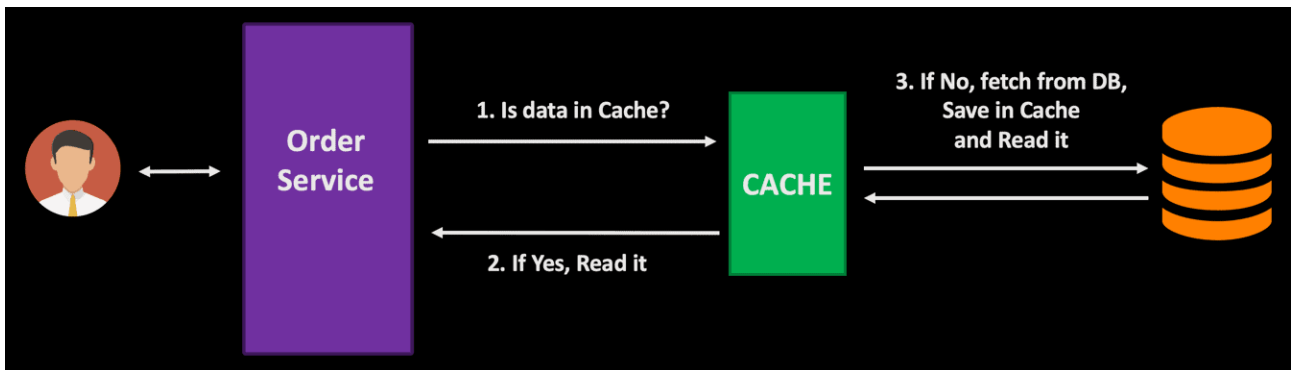 Order
Service
1. Is data in Cache?
2. If Yes, Read it
CACHE
3. If No, fetch from DB,
Save in Cache
and Read it